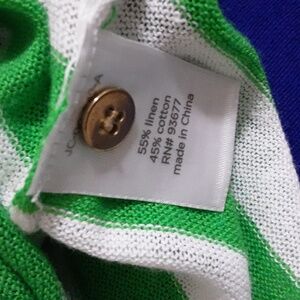 55% linen
45% cotton
RN# 93677
made in China